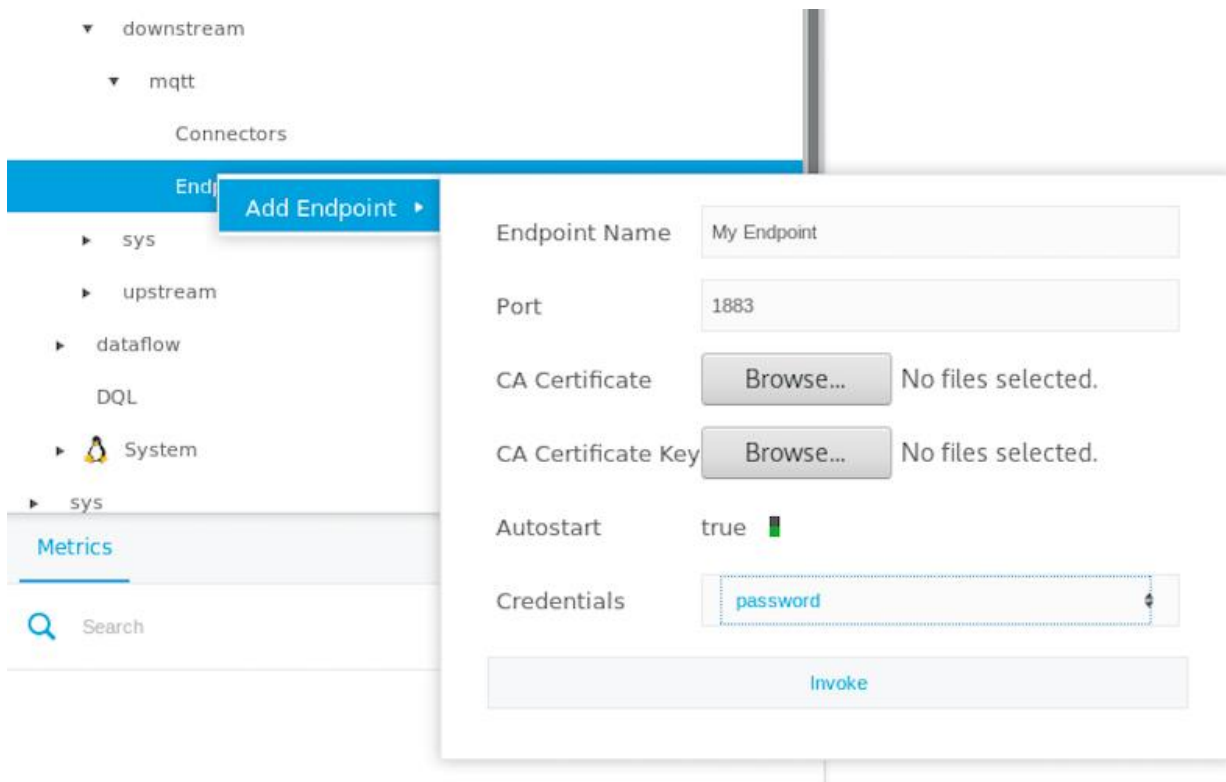 downstream
mqtt
Connectors
Add Endpoint
sys
upstream
dataflow
DQL
System
sys
Metrics
Search
Endpoint Name My Endpoint
Port 1883
CA Certificate Browse... No files selected.
CA Certificate Key Browse... No files selected.
Autostart true
Credentials password
Invoke